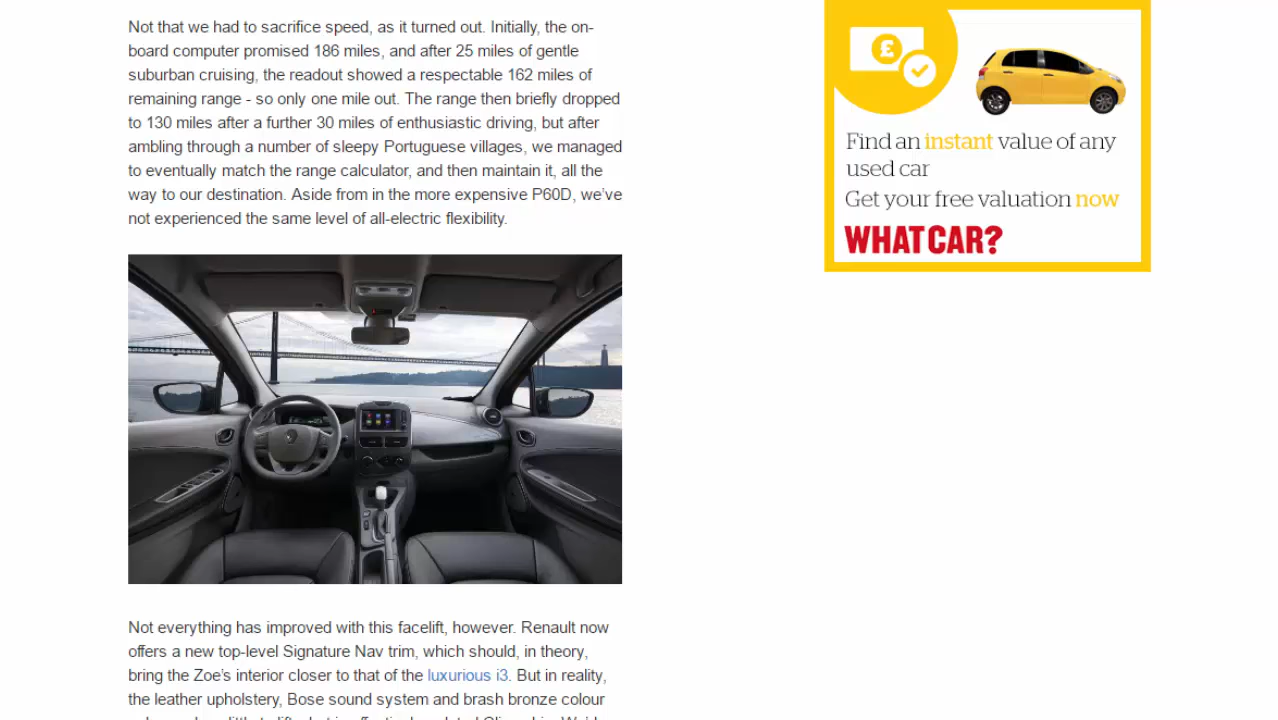 Not that we had to sacrifice speed, as it turned out. Initially, the on-
board computer promised 186 miles, and after 25 miles of gentle
suburban cruising, the readout showed a respectable 162 miles of
remaining range - so only one mile out. The range then briefly dropped
to 130 miles after a further 30 miles of enthusiastic driving, but after
ambling through a number of sleepy Portuguese villages, we managed
to eventually match the range calculator, and then maintain it, all the
way to our destination. Aside from in the more expensive P60D, we've
not experienced the same level of all-electric flexibility.
£
Find an instant value of any
used car
Get your free valuation now
WHAT CAR?
Not everything has improved with this facelift, however. Renault now
offers a new top-level Signature Nav trim, which should, in theory,
bring the Zoe's interior closer to that of the luxurious i3. But in reality,
the leather upholstery, Bose sound system and brash bronze colour